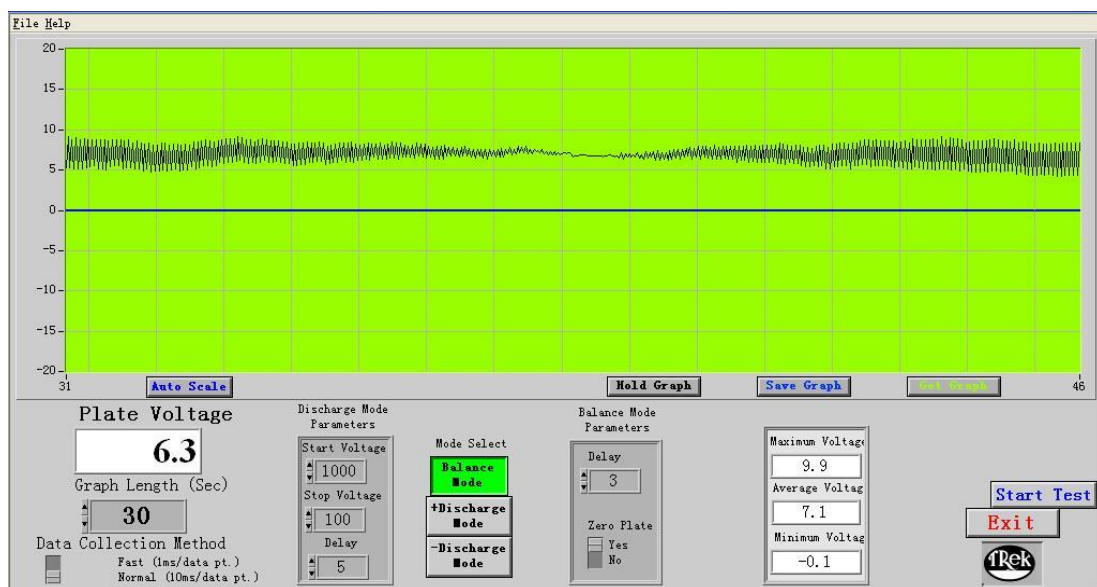 File Help
20
15
10
5
0
-5
-10
-15
-20
31
46
Auto Scale
Hold Graph
Save Graph
Get Graph
Plate Voltage
6.3
Graph Length (Sec)
30
Data Collection Method
Fast (1ms/data pt.)
Normal (10ms/data pt.)
Discharge Mode
Parameters
Start Voltage
1000
Stop Voltage
100
Delay
5
Mode Select
Balance
Mode
+Discharge
Mode
-Discharge
Mode
Balance Mode
Parameters
Delay
3
Zero Plate
Yes
No
Maximum Voltage
9.9
Average Voltag
7.1
Minimum Voltag
-0.1
Start Test
Exit
TRek